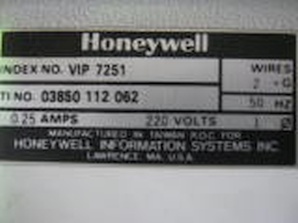 Honeywell
INDEX NO. VIP 7251 WIRES
TI NO. 03850 112 062 2 - G
50 HZ
0.25 AMPS 220 VOLTS 1 Ø
MANUFACTURED IN TAIWAN R.O.C. FOR
HONEYWELL INFORMATION SYSTEMS INC.
LAWRENCE, MA. U.S.A.